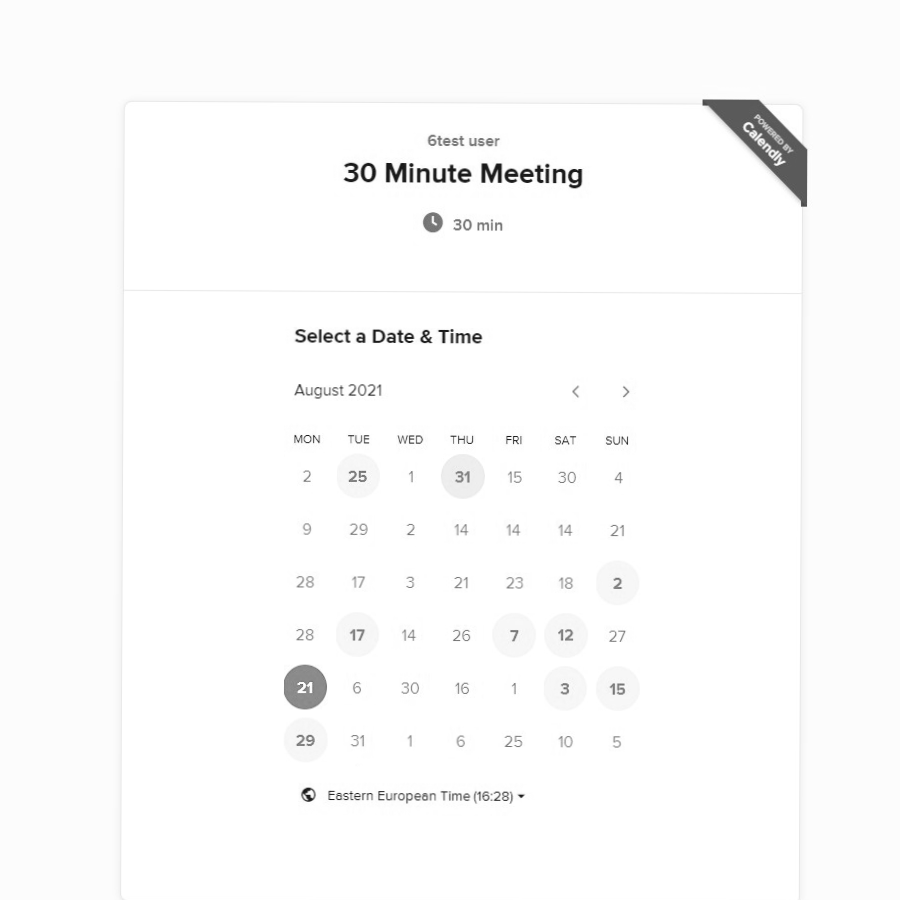 6test user
POWERED BY
Calendly
30 Minute Meeting
30 min
Select a Date & Time
August 2021
MON TUE WED THU FRI SAT SUN
2 25 1 31 15 30 4
9 29 2 14 14 14 21
28 17 3 21 23 18 2
28 17 14 26 7 12 27
21 6 30 16 1 3 15
29 31 1 6 25 10 5
Eastern European Time (16:28)